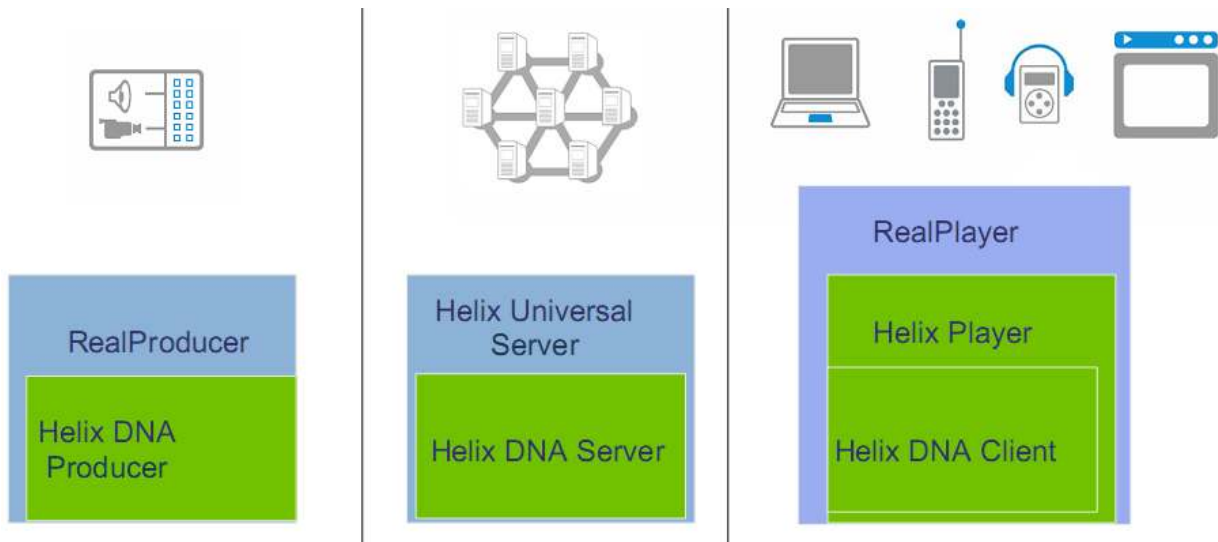 RealProducer
Helix DNA
Producer
Helix Universal
Server
Helix DNA Server
RealPlayer
Helix Player
Helix DNA Client